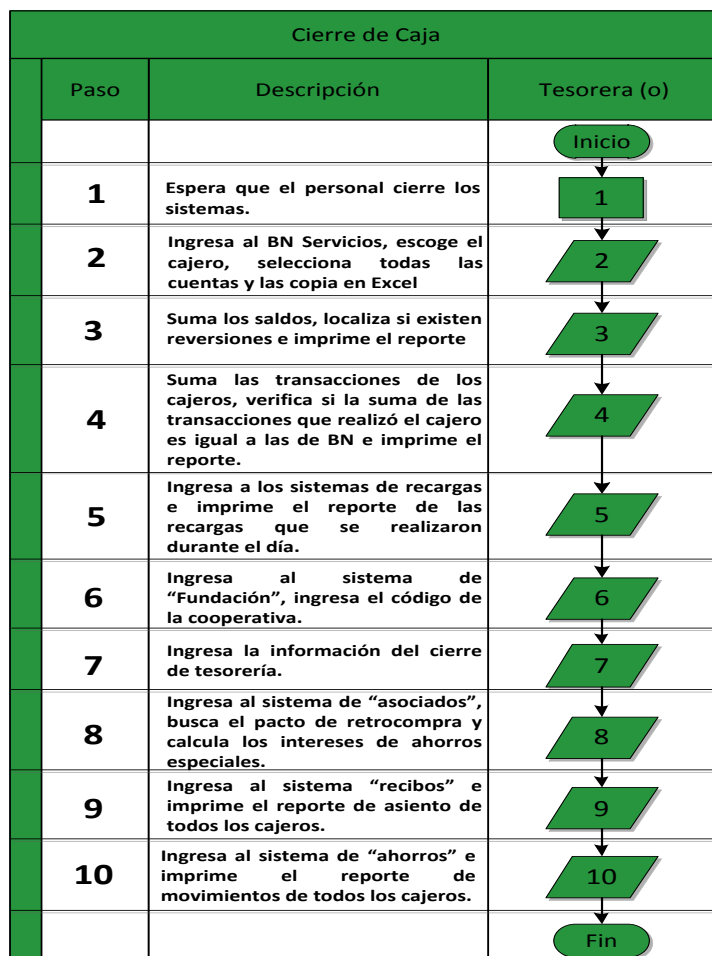 Cierre de Caja
Paso
Descripción
Tesorera (o)
Inicio
1
Espera que el personal cierre los
sistemas.
1
2
Ingresa al BN Servicios, escoge el
cajero, selecciona todas las
cuentas y las copia en Excel
2
3
Suma los saldos, localiza si existen
reversiones e imprime el reporte
3
4
Suma las transacciones de los
cajeros, verifica si la suma de las
transacciones que realizó el cajero
es igual a las de BN e imprime el
reporte.
4
5
Ingresa a los sistemas de recargas
e imprime el reporte de las
recargas que se realizaron
durante el día.
5
6
Ingresa al sistema de
“Fundación”, ingresa el código de
la cooperativa.
6
7
Ingresa la información del cierre
de tesorería.
7
8
Ingresa al sistema de “asociados”,
busca el pacto de retrocompra y
calcula los intereses de ahorros
especiales.
8
9
Ingresa al sistema “recibos” e
imprime el reporte de asiento de
todos los cajeros.
9
10
Ingresa al sistema de “ahorros” e
imprime el reporte de
movimientos de todos los cajeros.
10
Fin